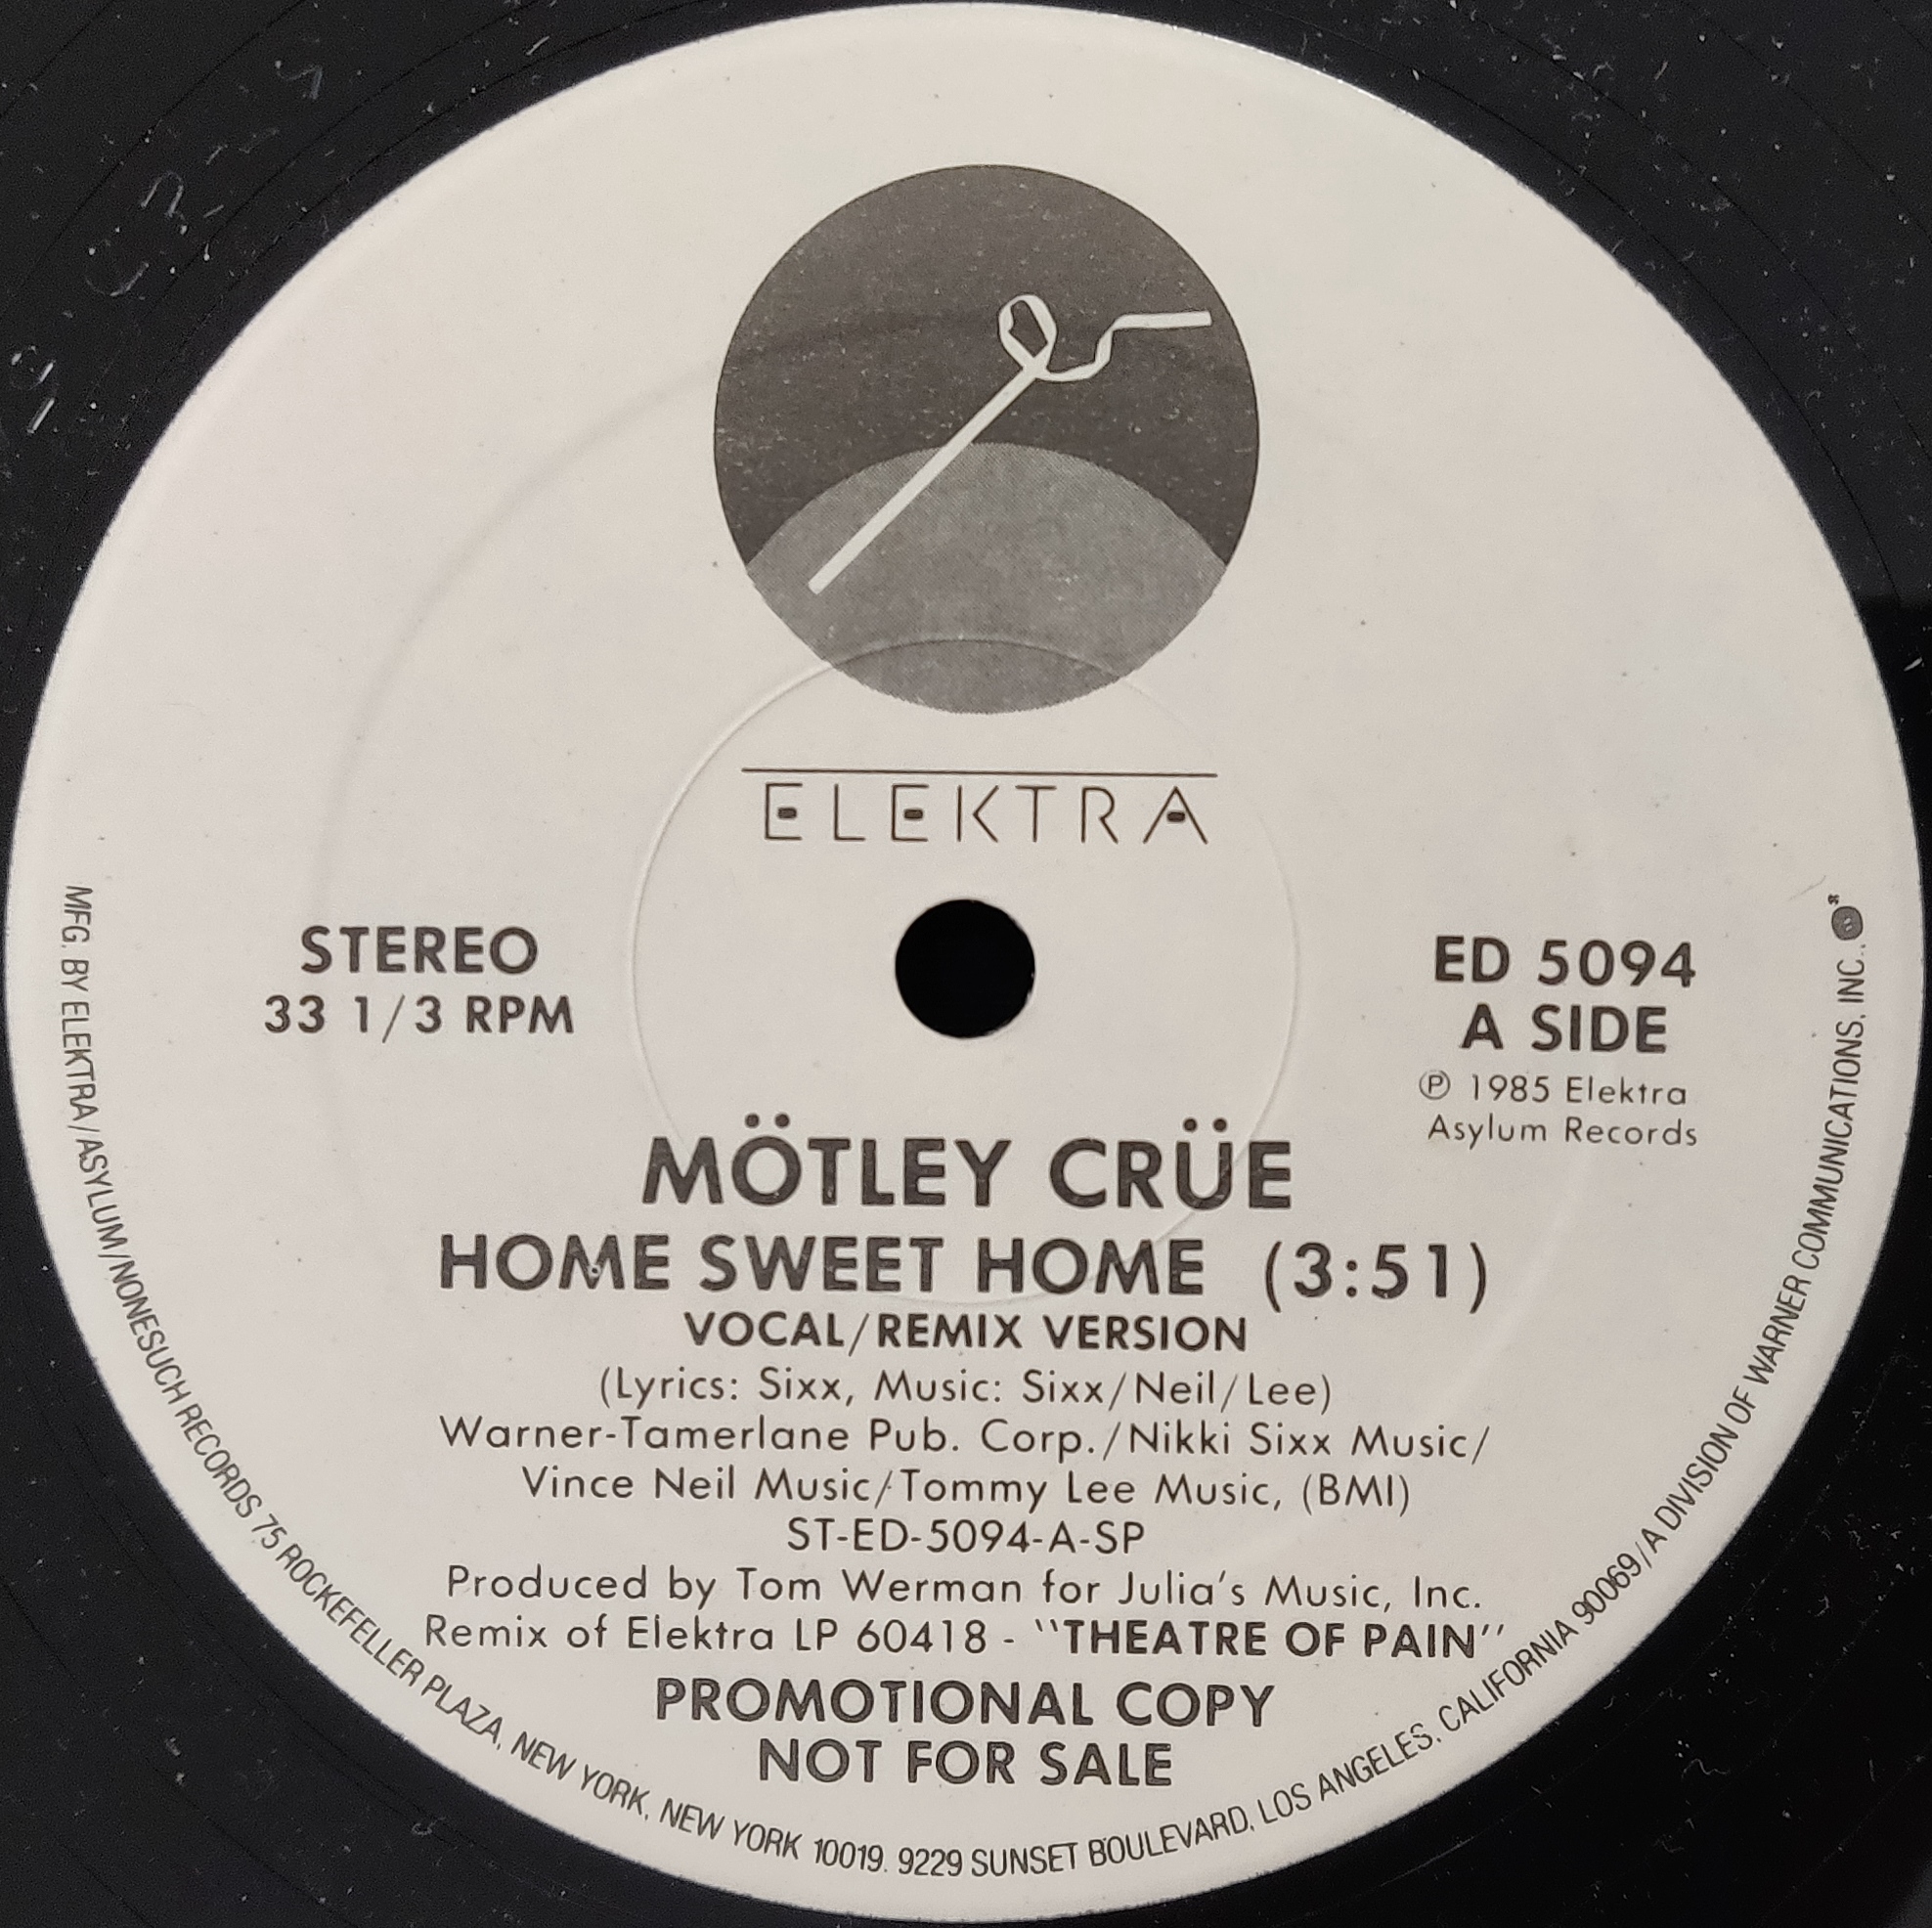 ELEKTRA
STEREO
33 1/3 RPM
ED 5094
A SIDE
℗ 1985 Elektra
Asylum Records
MÖTLEY CRÜE
HOME SWEET HOME (3:51)
VOCAL/REMIX VERSION
(Lyrics: Sixx, Music: Sixx/Neil/Lee)
Warner-Tamerlane Pub. Corp./Nikki Sixx Music/
Vince Neil Music/Tommy Lee Music, (BMI)
ST-ED-5094-A-SP
Produced by Tom Werman for Julia's Music, Inc.
Remix of Elektra LP 60418 - "THEATRE OF PAIN"
PROMOTIONAL COPY
NOT FOR SALE
MFG. BY ELEKTRA/ASYLUM/NONESUCH RECORDS 75 ROCKEFELLER PLAZA, NEW YORK, NEW YORK 10019. 9229 SUNSET BOULEVARD, LOS ANGELES, CALIFORNIA 90069/A DIVISION OF WARNER COMMUNICATIONS, INC..